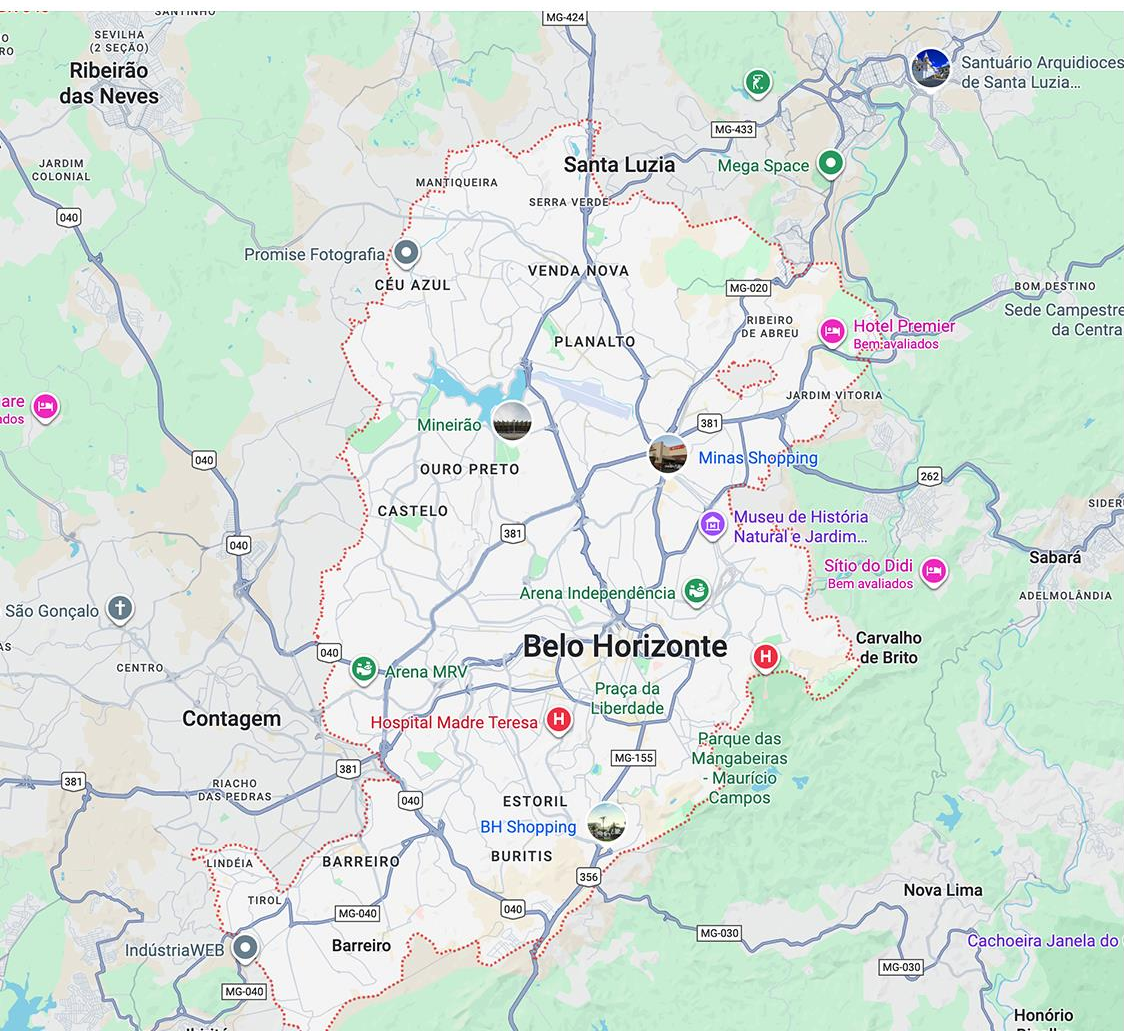 SANTINHO
MG-424
SEVILHA
(2 SEÇÃO)
Ribeirão
das Neves
Santuário Arquidioces
de Santa Luzia...
MG-433
Santa Luzia
Mega Space
JARDIM
COLONIAL
MANTIQUEIRA
SERRA VERDE
040
Promise Fotografia
VENDA NOVA
CÉU AZUL
MG-020
BOM DESTINO
Sede Campestre
da Centra
RIBEIRO
DE ABREU
Hotel Premier
Bem avaliados
PLANALTO
JARDIM VITORIA
are
ados
Mineirão
381
Minas Shopping
040
OURO PRETO
262
CASTELO
SIDER
Museu de História
Natural e Jardim...
381
040
Sabará
Sítio do Didi
Bem avaliados
Arena Independência
ADELMOLÂNDIA
São Gonçalo
Belo Horizonte
Carvalho
de Brito
AS
040
CENTRO
H
Arena MRV
Praça da
Liberdade
Contagem
Hospital Madre Teresa
H
Parque das
Mangabeiras
- Maurício
Campos
MG-155
381
381
RIACHO
DAS PEDRAS
040
ESTORIL
BH Shopping
LINDÉIA
BARREIRO
BURITIS
356
Nova Lima
TIROL
MG-040
040
MG-030
Barreiro
IndústriaWEB
Cachoeira Janela do
MG-030
MG-040
Honório